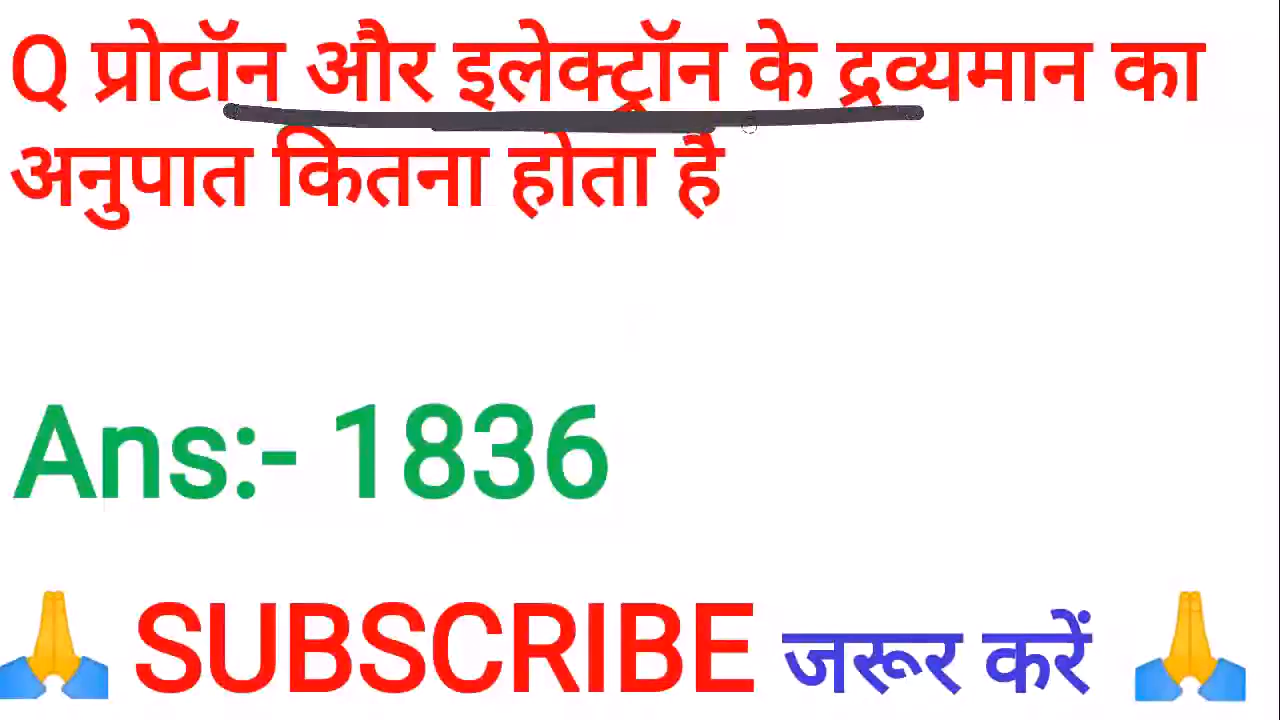 Q प्रोटॉन और इलेक्ट्रॉन के द्रव्यमान का
अनुपात कितना होता है
Ans:- 1836
🙏 SUBSCRIBE जरूर करें 🙏